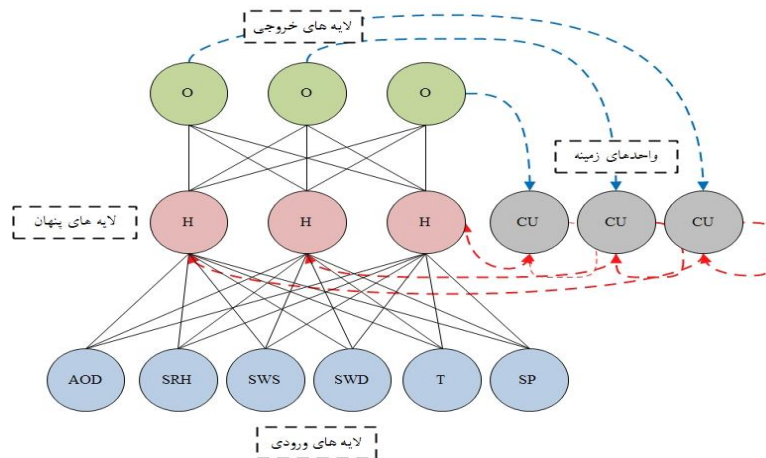 لایه های خروجی
O O O
واحدهای زمینه
لایه های پنهان
H H H CU CU CU
AOD SRH SWS SWD T SP
لایه های ورودی